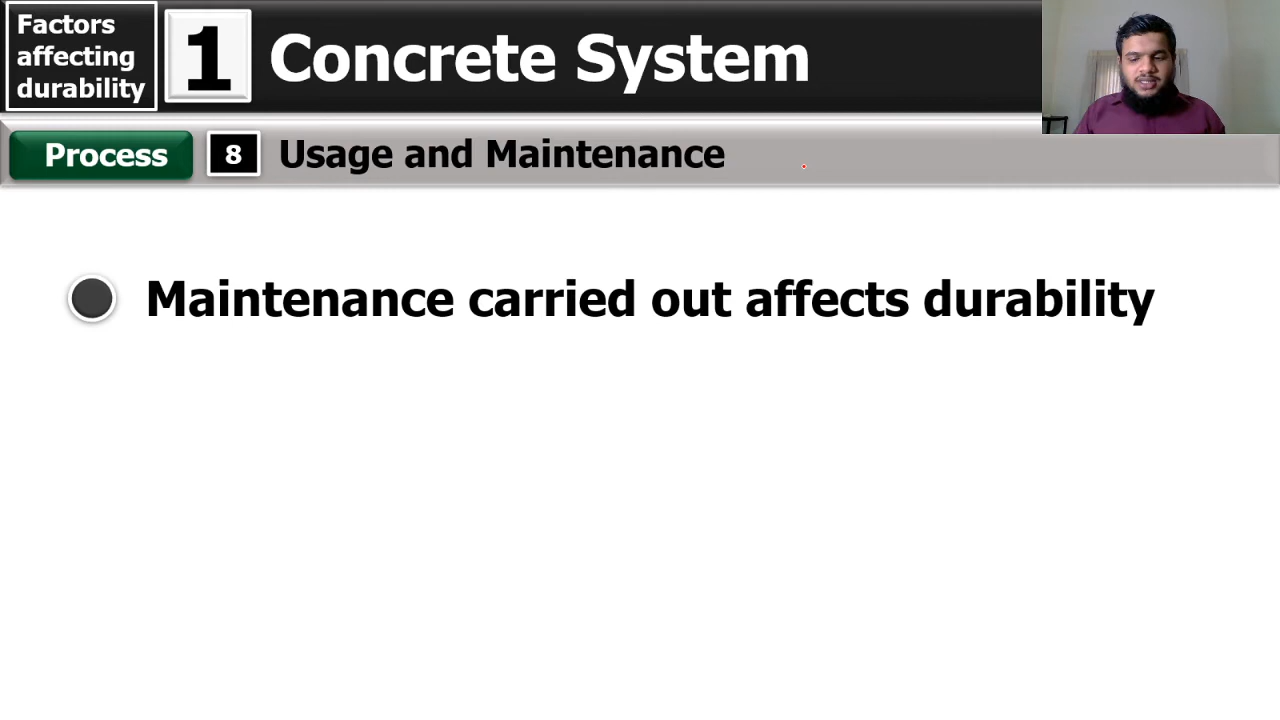 Factors
affecting
durability
1
Concrete System
Process
8
Usage and Maintenance
Maintenance carried out affects durability